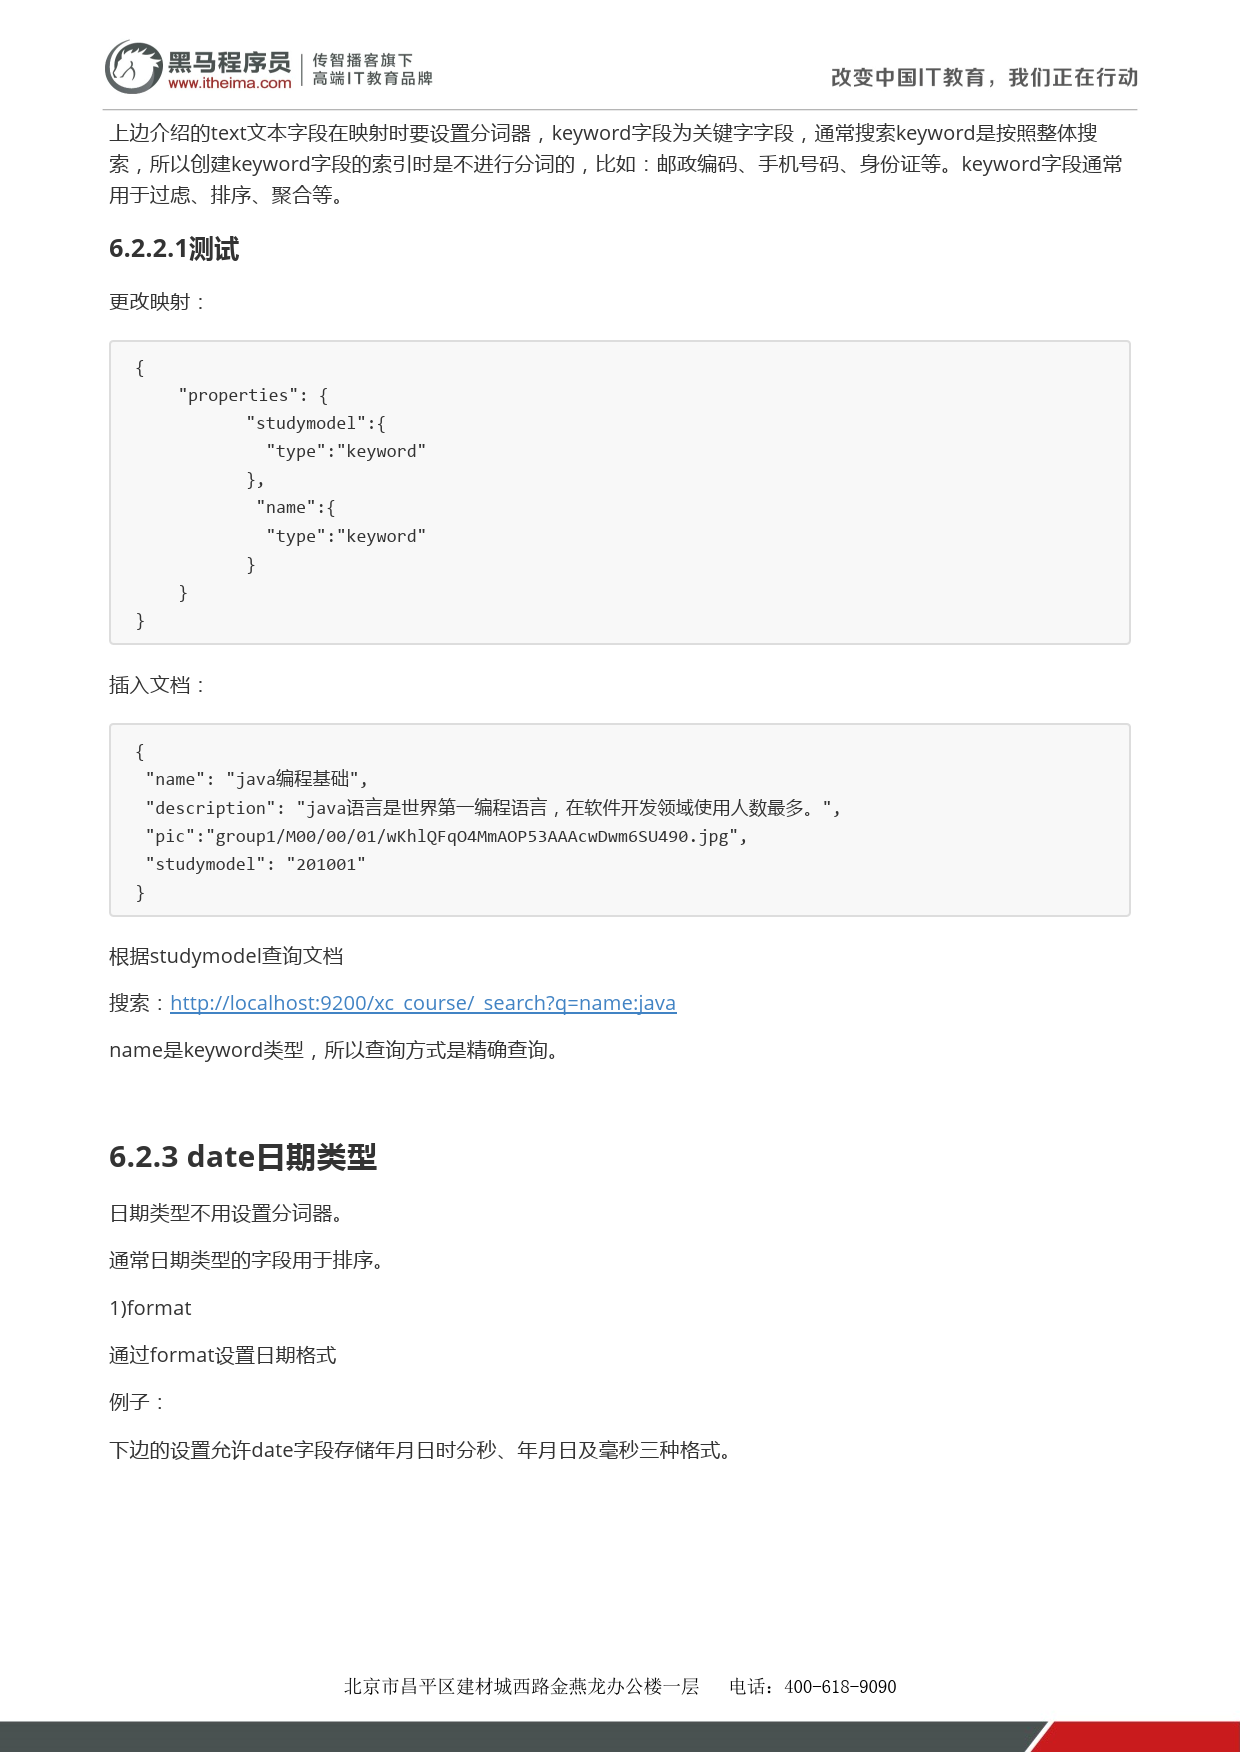 黑马程序员
www.itheima.com
传智播客旗下
高端IT教育品牌
改变中国IT教育，我们正在行动
上边介绍的text文本字段在映射时要设置分词器，keyword字段为关键字字段，通常搜索keyword是按照整体搜
索，所以创建keyword字段的索引时是不进行分词的，比如：邮政编码、手机号码、身份证等。keyword字段通常
用于过虑、排序、聚合等。
6.2.2.1测试
更改映射：
{
    "properties": {
           "studymodel":{
             "type":"keyword"
           },
            "name":{
             "type":"keyword"
           }
    }
}
插入文档：
{
 "name": "java编程基础",
 "description": "java语言是世界第一编程语言，在软件开发领域使用人数最多。",
 "pic":"group1/M00/00/01/wKhlQFqO4MmAOP53AAAcwDwm6SU490.jpg",
 "studymodel": "201001"
}
根据studymodel查询文档
搜索：http://localhost:9200/xc_course/_search?q=name:java
name是keyword类型，所以查询方式是精确查询。
6.2.3 date日期类型
日期类型不用设置分词器。
通常日期类型的字段用于排序。
1)format
通过format设置日期格式
例子：
下边的设置允许date字段存储年月日时分秒、年月日及毫秒三种格式。
北京市昌平区建材城西路金燕龙办公楼一层 电话：400-618-9090